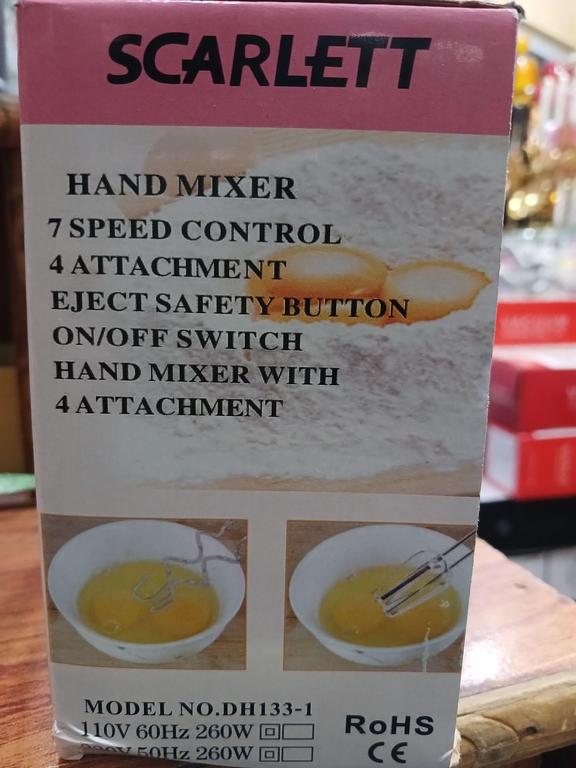 SCARLETT
HAND MIXER
7 SPEED CONTROL
4 ATTACHMENT
EJECT SAFETY BUTTON
ON/OFF SWITCH
HAND MIXER WITH
4 ATTACHMENT
MODEL NO.DH133-1
110V 60Hz 260W
50Hz 260W
RoHS
CE